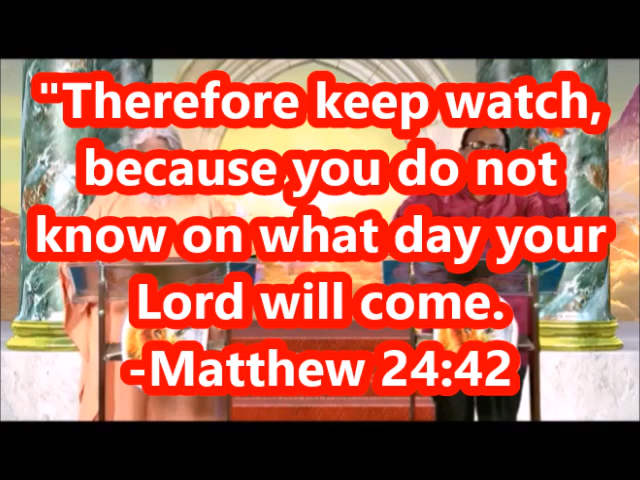 "Therefore keep watch,
because you do not
know on what day your
Lord will come.
-Matthew 24:42